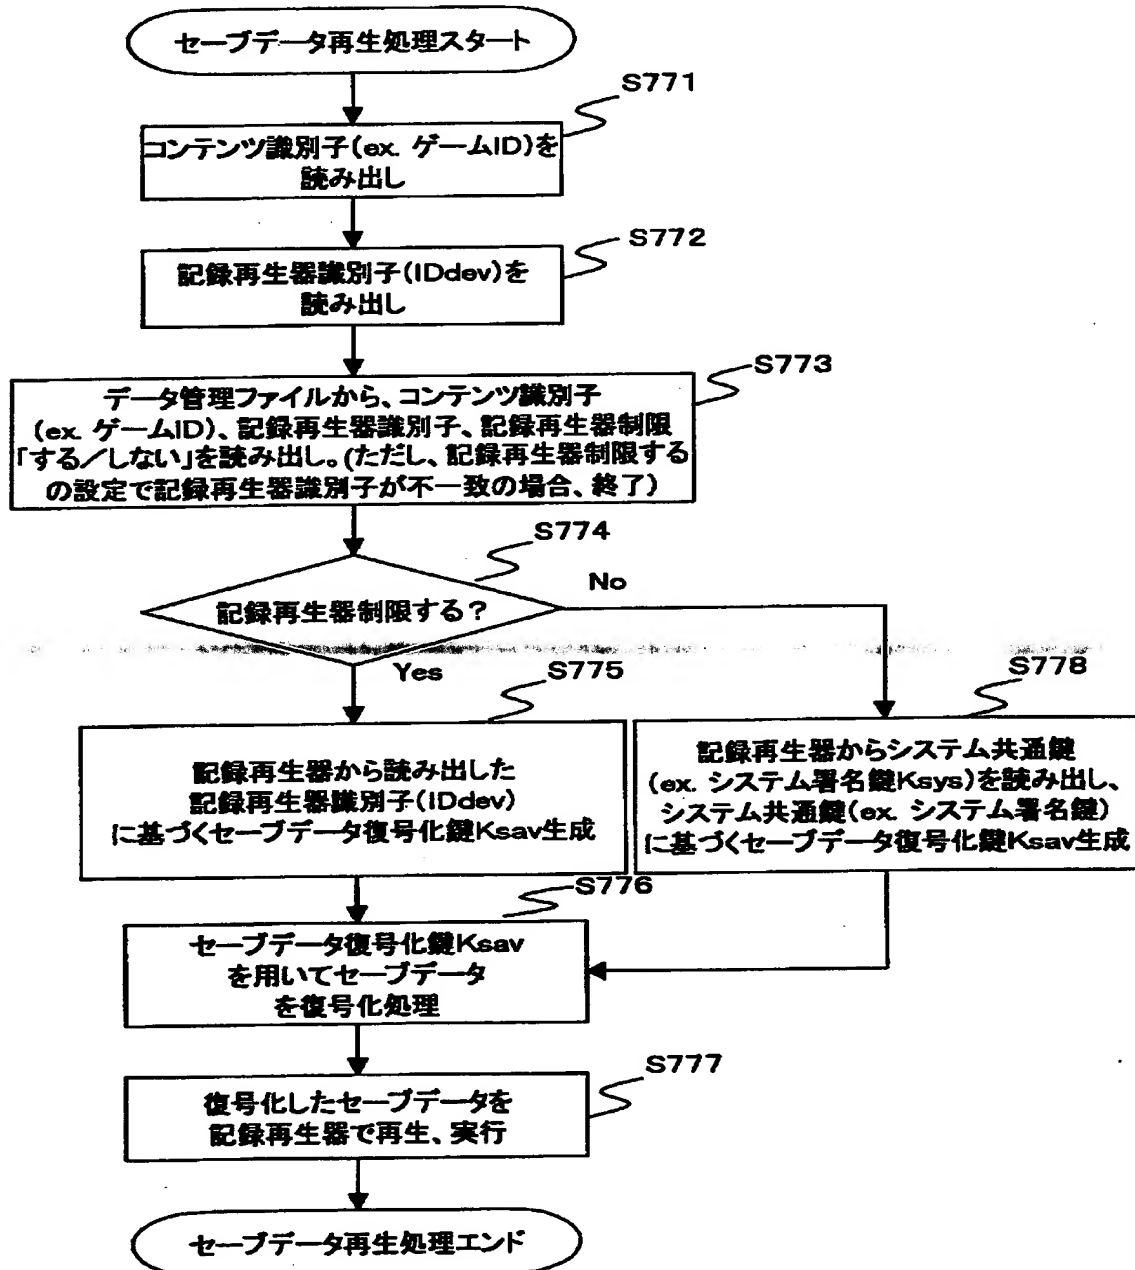 セーブデータ再生処理スタート
S771
コンテンツ識別子(ex. ゲームID)を
読み出し
S772
記録再生器識別子(IDdev)を
読み出し
S773
データ管理ファイルから、コンテンツ識別子
(ex. ゲームID)、記録再生器識別子、記録再生器制限
「する/しない」を読み出し。(ただし、記録再生器制限する
の設定で記録再生器識別子が不一致の場合、終了)
S774
記録再生器制限する?
No
Yes
S775
記録再生器から読み出した
記録再生器識別子(IDdev)
に基づくセーブデータ復号化鍵Ksav生成
S778
記録再生器からシステム共通鍵
(ex. システム署名鍵Ksys)を読み出し、
システム共通鍵(ex. システム署名鍵)
に基づくセーブデータ復号化鍵Ksav生成
S776
セーブデータ復号化鍵Ksav
を用いてセーブデータ
を復号化処理
S777
復号化したセーブデータを
記録再生器で再生、実行
セーブデータ再生処理エンド